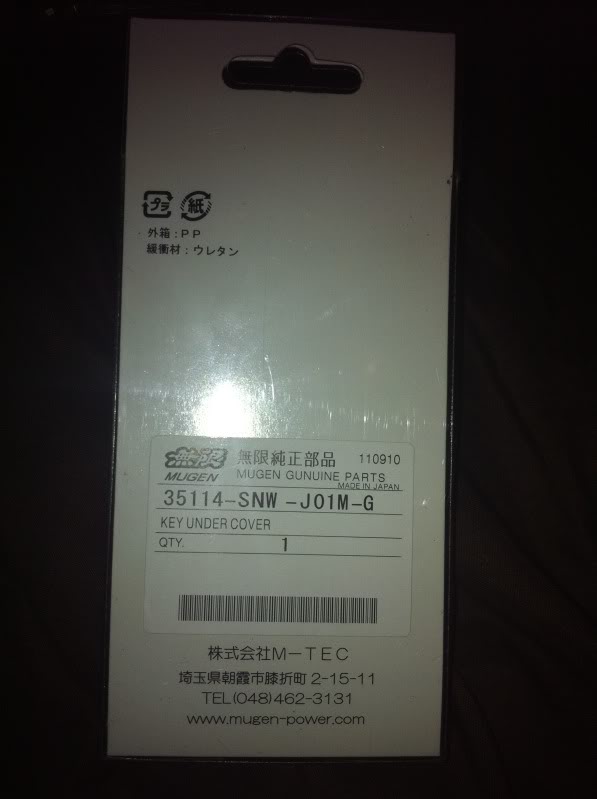 プラ 紙
外箱：ＰＰ
緩衝材：ウレタン
無限 無限純正部品 110910
MUGEN MUGEN GUNUINE PARTS
MADE IN JAPAN
35114-SNW-J01M-G
KEY UNDER COVER
QTY. 1
株式会社Ｍ－ＴＥＣ
埼玉県朝霞市膝折町2-15-11
TEL(048)462-3131
www.mugen-power.com